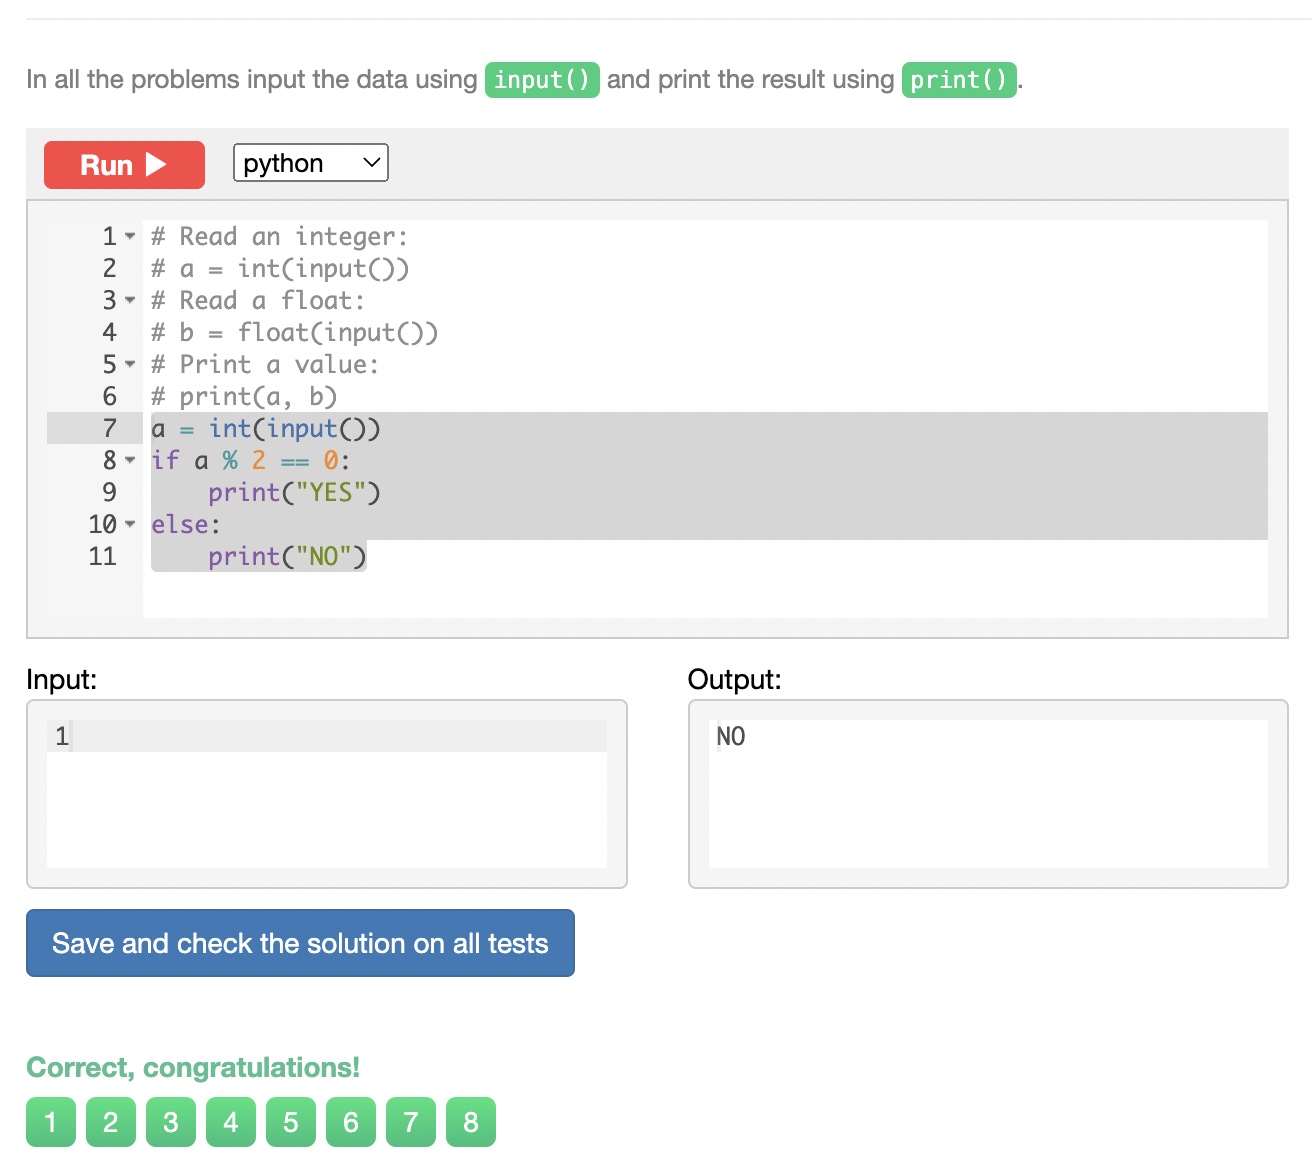 In all the problems input the data using input() and print the result using print().
Run
python
1 # Read an integer:
2 # a = int(input())
3 # Read a float:
4 # b = float(input())
5 # Print a value:
6 # print(a, b)
7 a = int(input())
8 if a % 2 == 0:
9     print("YES")
10 else:
11     print("NO")
Input: Output:
1 NO
Save and check the solution on all tests
Correct, congratulations!
1 2 3 4 5 6 7 8